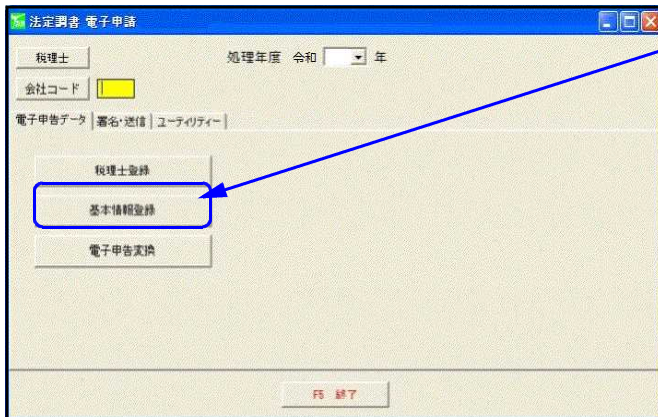 法定調書 電子申請
税理士 処理年度 令和 年
会社コード
電子申告データ 署名・送信 ユーティリティー
税理士登録
基本情報登録
電子申告変換
F5 終了